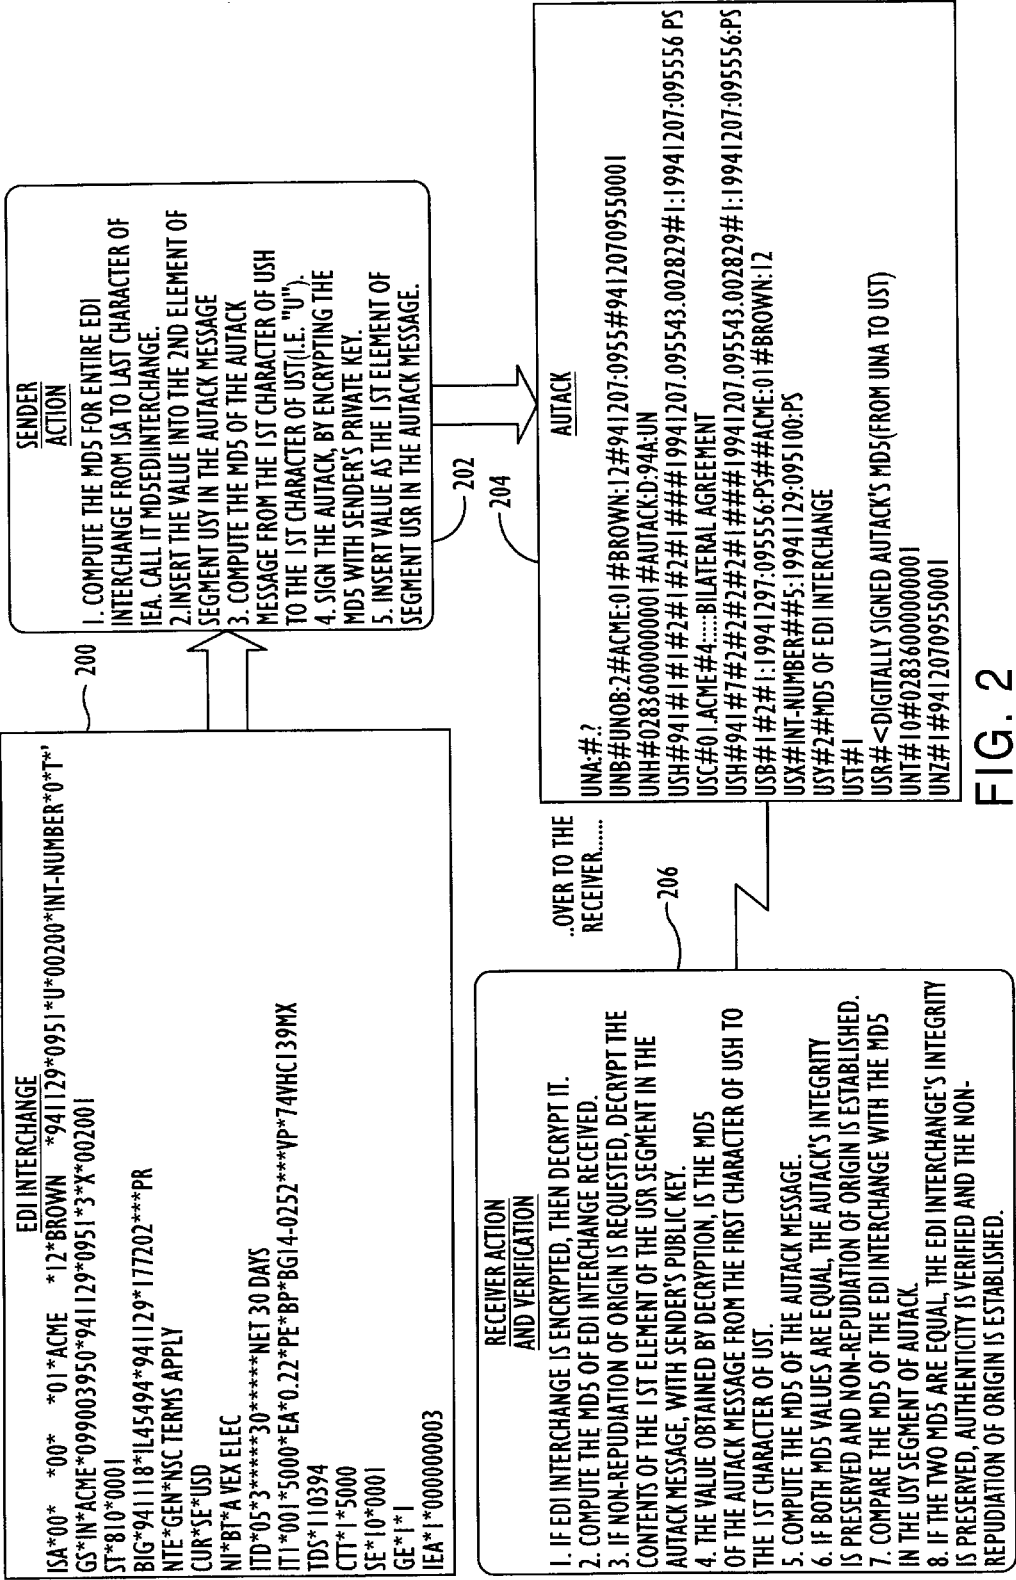 EDI INTERCHANGE
ISA*00* *00* *01*ACME *12*BROWN *941129*0951*U*00200*INT-NUMBER*0*T*'
GS*IN*ACME*099003950*941129*0951*3*X*002001
ST*810*0001
BIG*941118*IL45494*941129*177202***PR
NTE*GEN*NSC TERMS APPLY
CUR*SE*USD
NI*BT*A VEX ELEC
ITD*05*3*****30*****NET 30 DAYS
IT1*001*5000*EA*0.22*PE*BP*BG14-0252***VP*74VHC139MX
TDS*110394
CTT*1*5000
SE*10*0001
GE*1*1
IEA*1*000000003
200
SENDER
ACTION
1. COMPUTE THE MD5 FOR ENTIRE EDI
INTERCHANGE FROM ISA TO LAST CHARACTER OF
IEA. CALL IT MD5EDIINTERCHANGE.
2.INSERT THE VALUE INTO THE 2ND ELEMENT OF
SEGMENT USY IN THE AUTACK MESSAGE
3. COMPUTE THE MD5 OF THE AUTACK
MESSAGE FROM THE 1ST CHARACTER OF USH
TO THE 1ST CHARACTER OF UST(I.E. "U").
4. SIGN THE AUTACK, BY ENCRYPTING THE
MD5 WITH SENDER'S PRIVATE KEY.
5. INSERT VALUE AS THE 1ST ELEMENT OF
SEGMENT USR IN THE AUTACK MESSAGE.
202
204
AUTACK
UNA:#.?
UNB#UNOB:2#ACME:01#BROWN:12#941207:0955#94120709550001
UNH#02836000000001#AUTACK:D:94A:UN
USH#941#1#1#2#1#2#2#1###19941207.095543.002829#1:19941207:095556 PS
USC#01.ACME#4:::::BILATERAL AGREEMENT
USH#941#7#2#2#2#2#2#1###19941207.095543.002829#1:19941207:095556:PS
USB#1#2#1:19941297:095556:PS##ACME:01#BROWN:12
USX#INT-NUMBER##5:19941129:095100:PS
USY#2#MD5 OF EDI INTERCHANGE
UST#1
USR#<DIGITALLY SIGNED AUTACK'S MD5(FROM UNA TO UST)
UNT#10#02836000000001
UNZ#1#94120709550001
..OVER TO THE
RECEIVER......
206
RECEIVER ACTION
AND VERIFICATION
1. IF EDI INTERCHANGE IS ENCRYPTED, THEN DECRYPT IT.
2. COMPUTE THE MD5 OF EDI INTERCHANGE RECEIVED.
3. IF NON-REPUDIATION OF ORIGIN IS REQUESTED, DECRYPT THE
CONTENTS OF THE 1ST ELEMENT OF THE USR SEGMENT IN THE
AUTACK MESSAGE, WITH SENDER'S PUBLIC KEY.
4. THE VALUE OBTAINED BY DECRYPTION, IS THE MD5
OF THE AUTACK MESSAGE FROM THE FIRST CHARACTER OF USH TO
THE 1ST CHARACTER OF UST.
5. COMPUTE THE MD5 OF THE AUTACK MESSAGE.
6. IF BOTH MD5 VALUES ARE EQUAL, THE AUTACK'S INTEGRITY
IS PRESERVED AND NON-REPUDIATION OF ORIGIN IS ESTABLISHED.
7. COMPARE THE MD5 OF THE EDI INTERCHANGE WITH THE MD5
IN THE USY SEGMENT OF AUTACK.
8. IF THE TWO MD5 ARE EQUAL, THE EDI INTERCHANGE'S INTEGRITY
IS PRESERVED, AUTHENTICITY IS VERIFIED AND THE NON-
REPUDIATION OF ORIGIN IS ESTABLISHED.
FIG. 2